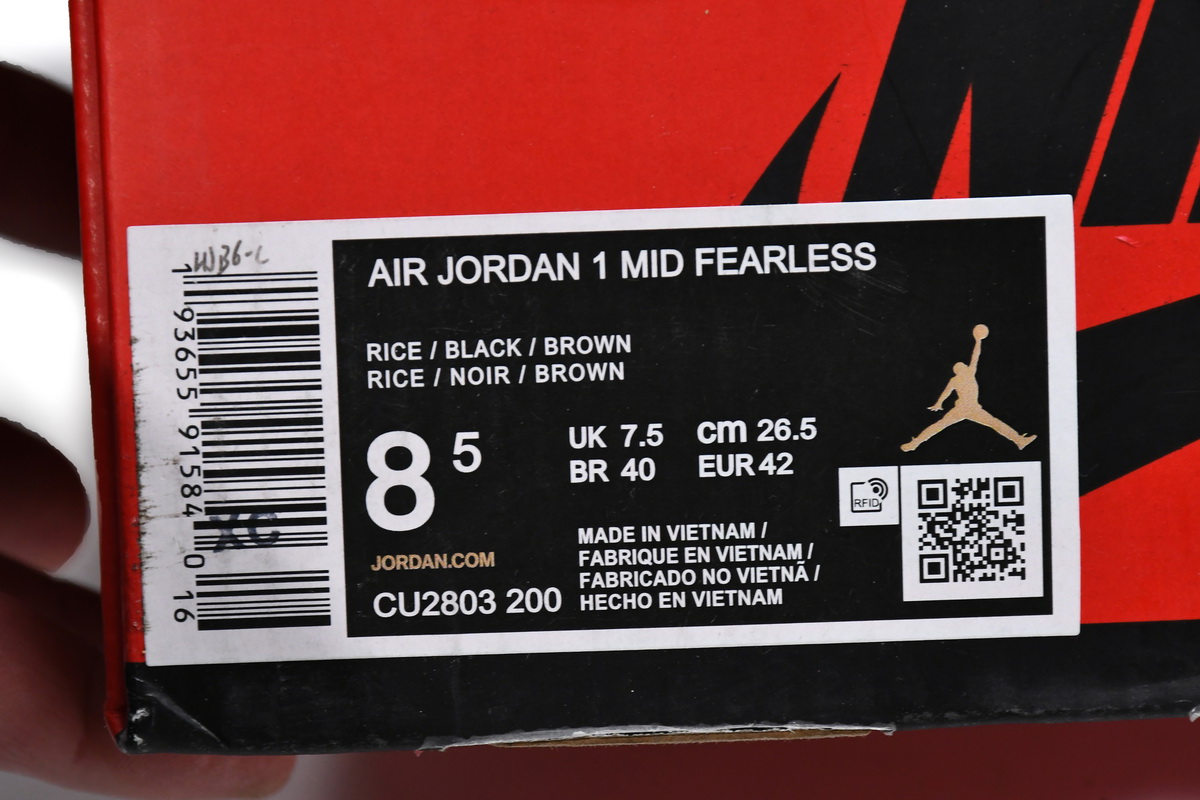 WB6-L
1 93655 91584 0 16
XC
AIR JORDAN 1 MID FEARLESS
RICE / BLACK / BROWN
RICE / NOIR / BROWN
8 5
UK 7.5 cm 26.5
BR 40 EUR 42
JORDAN.COM
CU2803 200
MADE IN VIETNAM /
FABRIQUE EN VIETNAM /
FABRICADO NO VIETNÃ /
HECHO EN VIETNAM
RFID